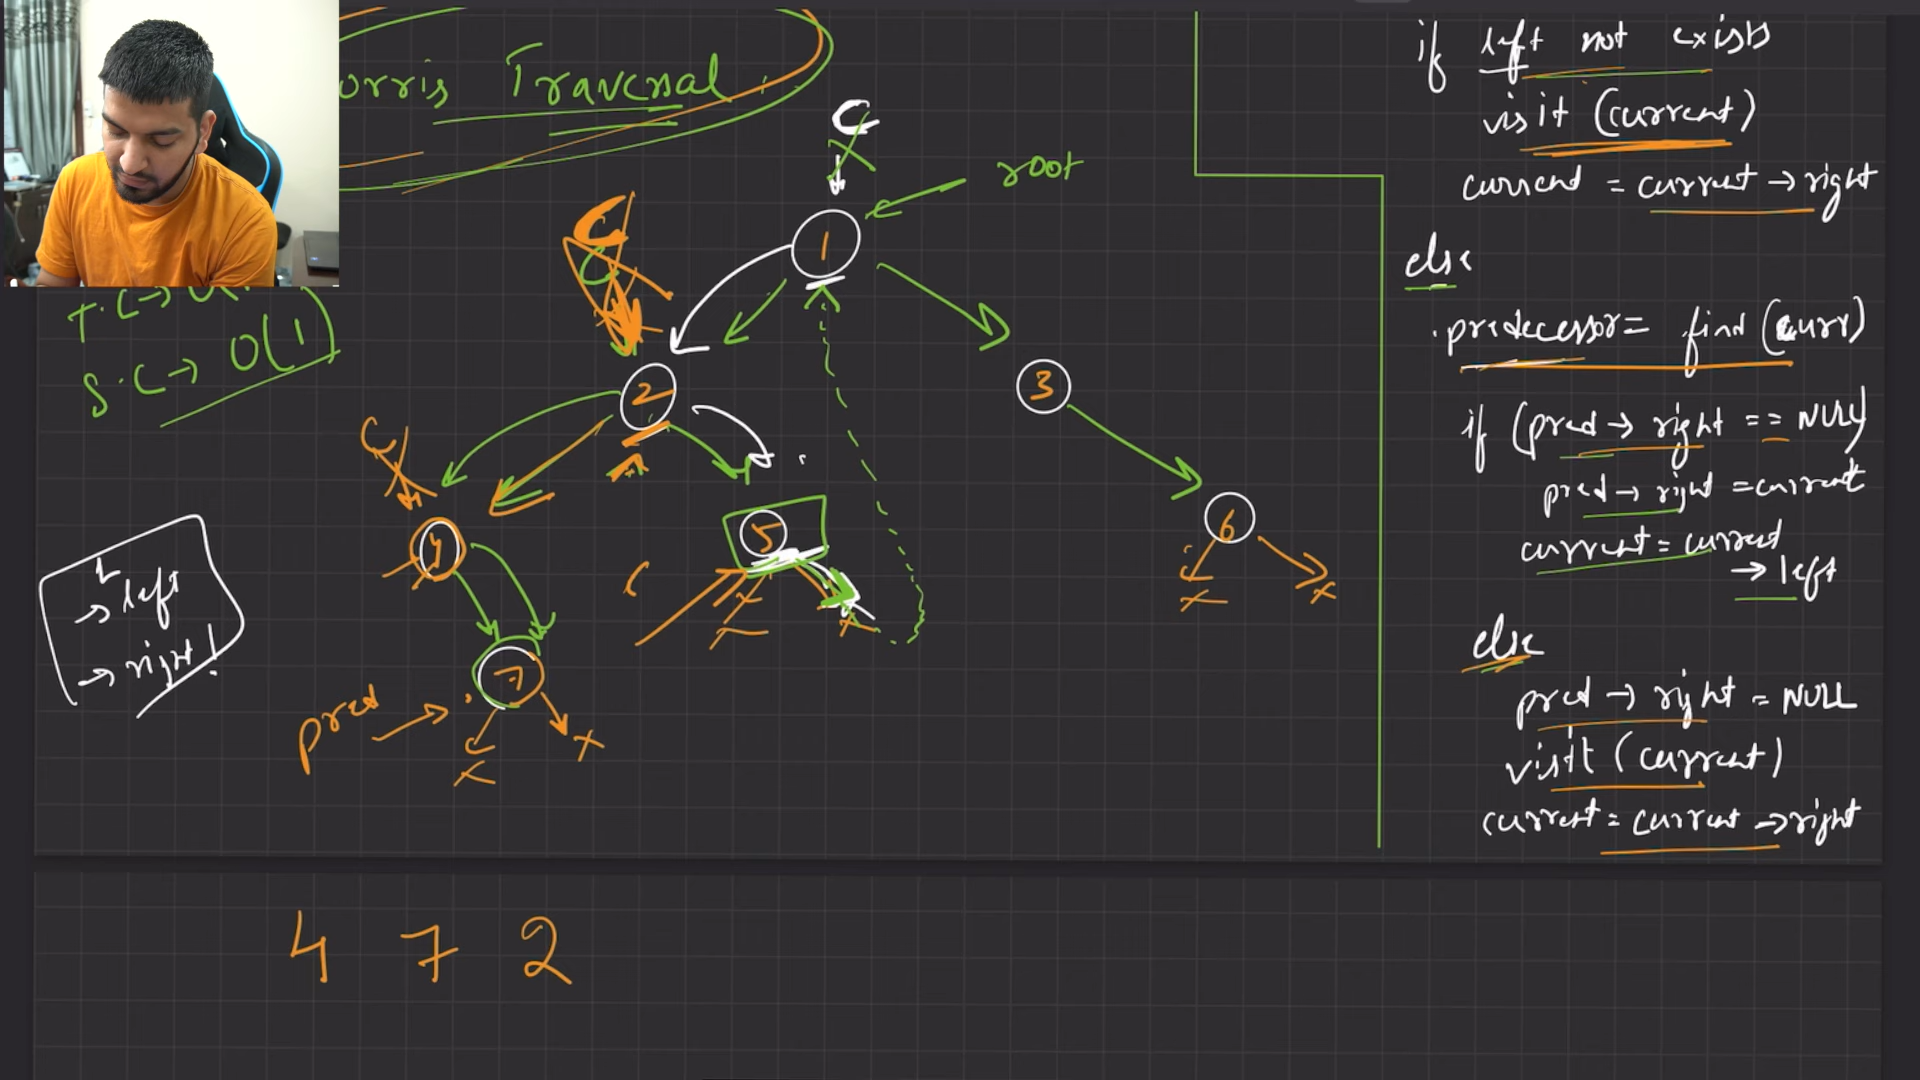 orris Traversal
T.C →
S.C → O(1)
C
root
C
C
1
2
3
C
4
5
6
C
7
pred
L
→ left
→ right!
if left not exists
visit (current)
current = current → right
else
predecessor = find (curr)
if (pred → right == NULL)
pred → right = current
current = current
→ left
else
pred → right = NULL
visit (current)
current = current → right
4 7 2